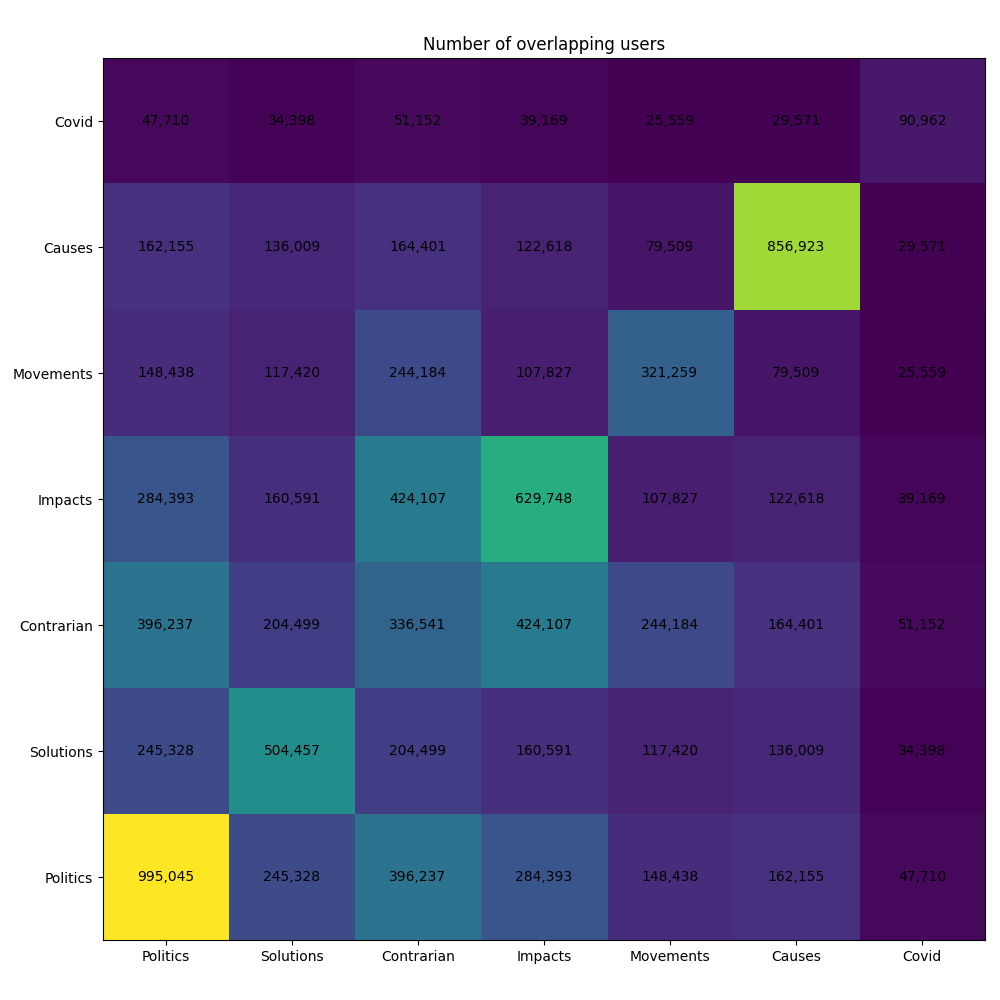 Number of overlapping users
Covid 47,710 34,398 51,152 39,169 25,559 29,571 90,962
Causes 162,155 136,009 164,401 122,618 79,509 856,923 29,571
Movements 148,438 117,420 244,184 107,827 321,259 79,509 25,559
Impacts 284,393 160,591 424,107 629,748 107,827 122,618 39,169
Contrarian 396,237 204,499 336,541 424,107 244,184 164,401 51,152
Solutions 245,328 504,457 204,499 160,591 117,420 136,009 34,398
Politics 995,045 245,328 396,237 284,393 148,438 162,155 47,710
Politics Solutions Contrarian Impacts Movements Causes Covid